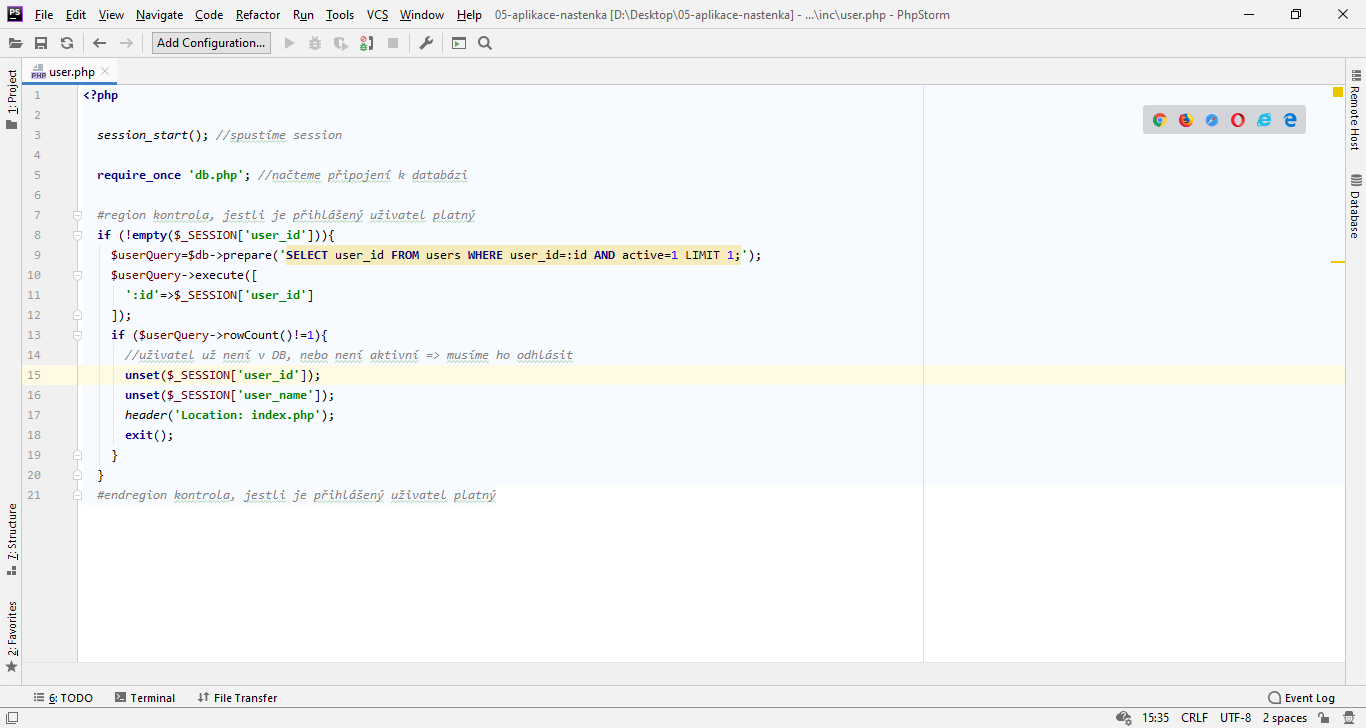 PS File Edit View Navigate Code Refactor Run Tools VCS Window Help 05-aplikace-nastenka [D:\Desktop\05-aplikace-nastenka] - ...\inc\user.php - PhpStorm
Add Configuration...
1: Project
7: Structure
2: Favorites
PHP user.php
1 <?php
2
3 session_start(); //spustíme session
4
5 require_once 'db.php'; //načteme připojení k databázi
6
7 #region kontrola, jestli je přihlášený uživatel platný
8 if (!empty($_SESSION['user_id'])){
9 $userQuery=$db->prepare('SELECT user_id FROM users WHERE user_id=:id AND active=1 LIMIT 1;');
10 $userQuery->execute([
11 ':id'=>$_SESSION['user_id']
12 ]);
13 if ($userQuery->rowCount()!=1){
14 //uživatel už není v DB, nebo není aktivní => musíme ho odhlásit
15 unset($_SESSION['user_id']);
16 unset($_SESSION['user_name']);
17 header('Location: index.php');
18 exit();
19 }
20 }
21 #endregion kontrola, jestli je přihlášený uživatel platný
Remote Host
Database
6: TODO Terminal File Transfer Event Log
15:35 CRLF UTF-8 2 spaces